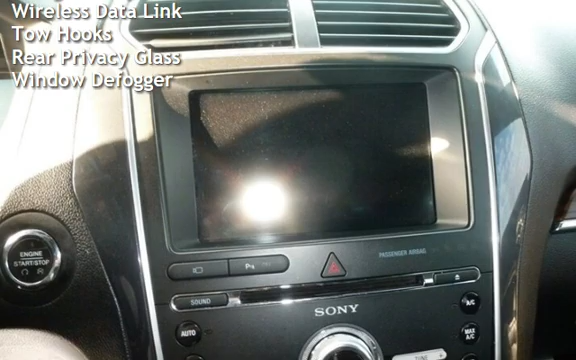 Wireless Data Link
Tow Hooks
Rear Privacy Glass
Window Defogger
PASSENGER AIRBAG
ENGINE
START/STOP
SOUND
SONY
A/C
AUTO
MAX
A/C